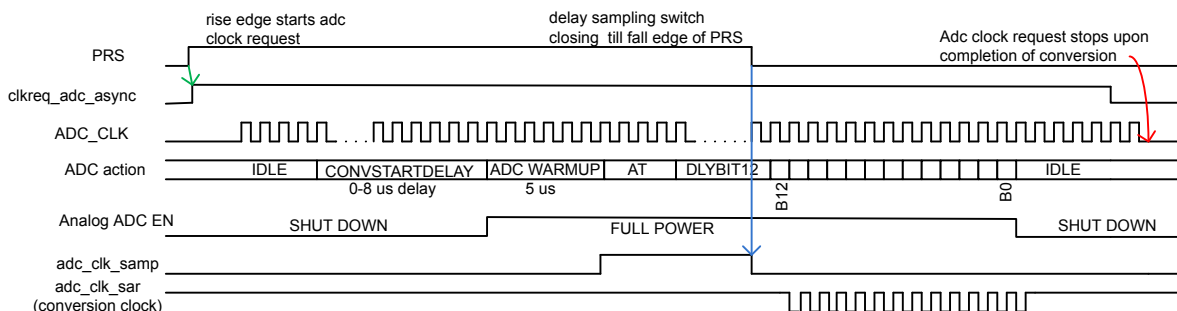 rise edge starts adc
clock request
delay sampling switch
closing till fall edge of PRS
Adc clock request stops upon
completion of conversion
PRS
clkreq_adc_async
ADC_CLK
ADC action
IDLE
CONVSTARTDELAY
ADC WARMUP
AT
DLYBIT12
B12
B0
IDLE
0-8 us delay
5 us
Analog ADC EN
SHUT DOWN
FULL POWER
SHUT DOWN
adc_clk_samp
adc_clk_sar
(conversion clock)